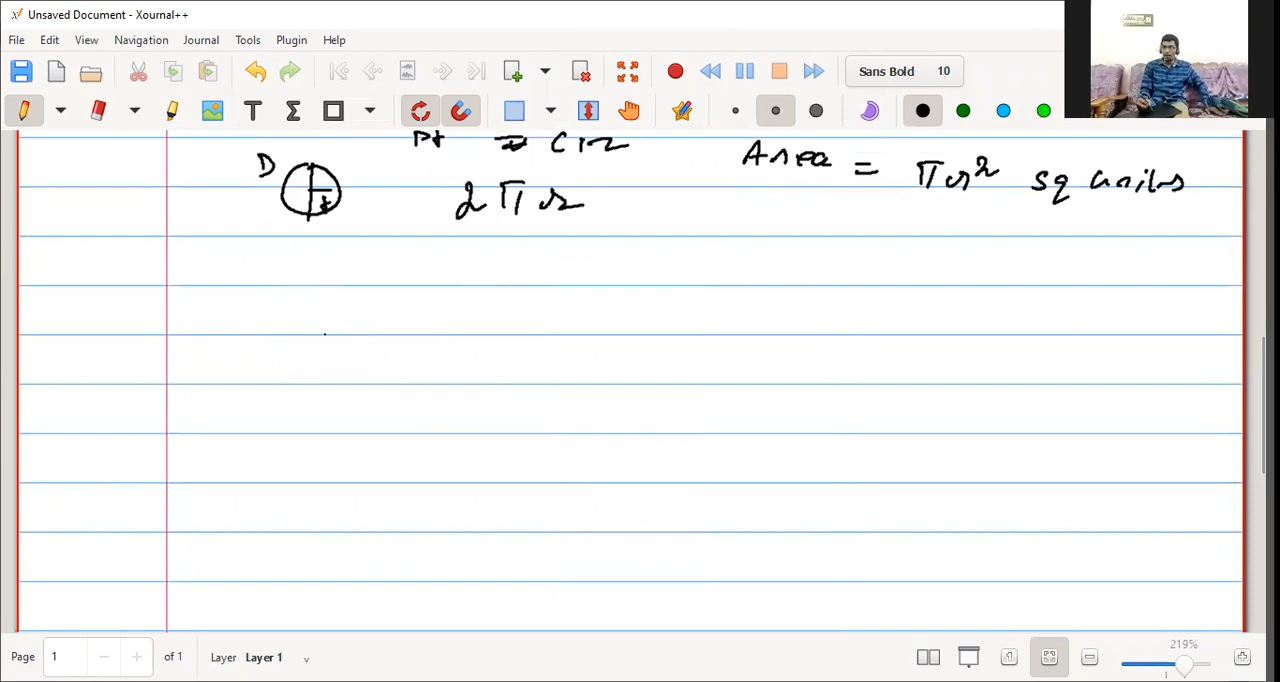 Unsaved Document - Xournal++
File Edit View Navigation Journal Tools Plugin Help
Sans Bold 10
D
2πr
Area = πr² sq units
Page 1 of 1 Layer Layer 1
219%